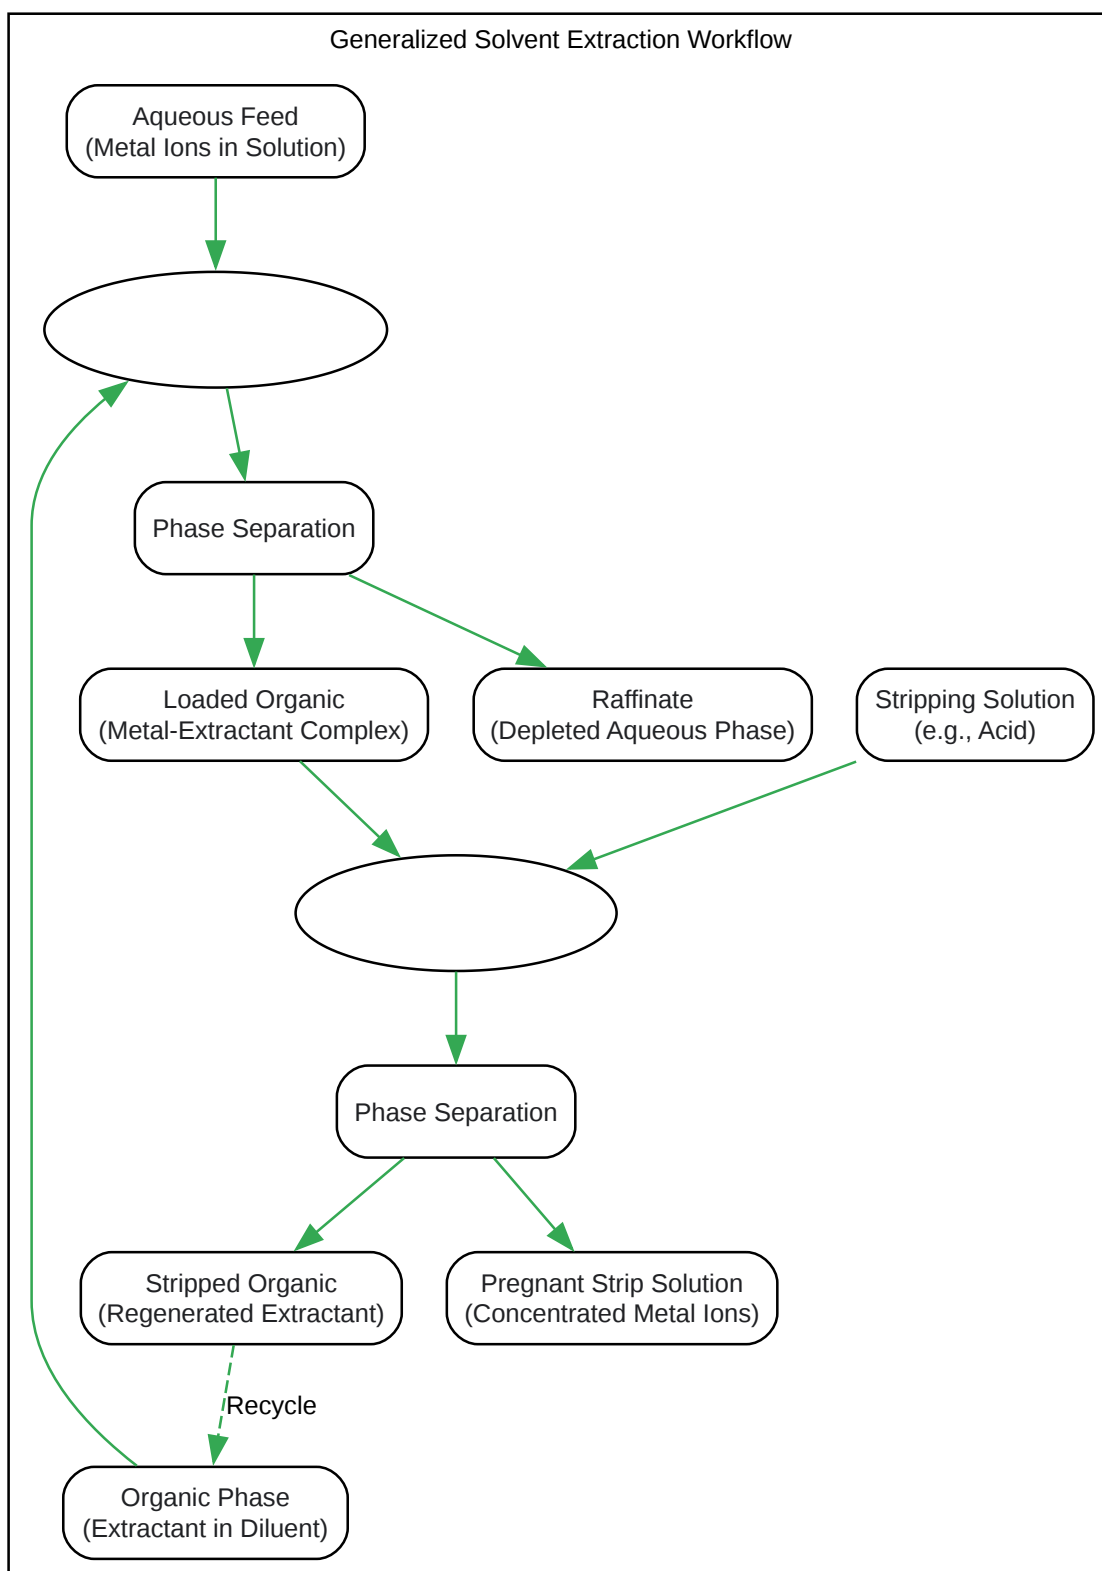 Generalized Solvent Extraction Workflow
Aqueous Feed
(Metal Ions in Solution)
Phase Separation
Loaded Organic
(Metal-Extractant Complex)
Raffinate
(Depleted Aqueous Phase)
Stripping Solution
(e.g., Acid)
Phase Separation
Stripped Organic
(Regenerated Extractant)
Pregnant Strip Solution
(Concentrated Metal Ions)
Recycle
Organic Phase
(Extractant in Diluent)